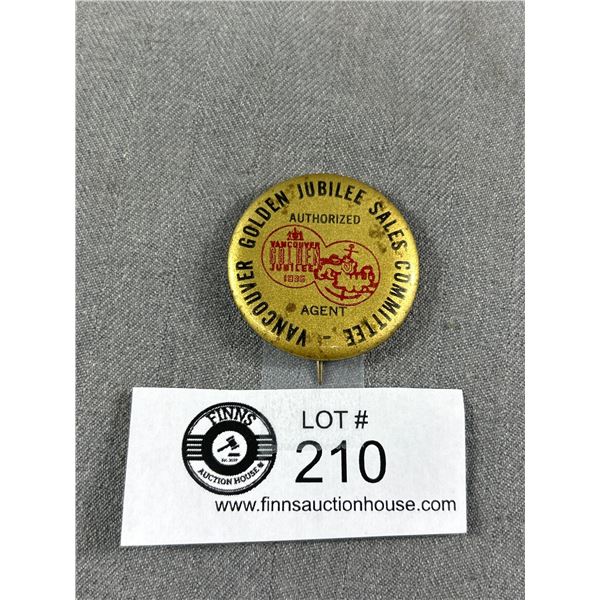 VANCOUVER GOLDEN JUBILEE SALES COMMITTEE -
AUTHORIZED
VANCOUVER
GOLDEN
JUBILEE
1936
AGENT
FINNS
AUCTION HOUSE
LOT #
210
www.finnsauctionhouse.com